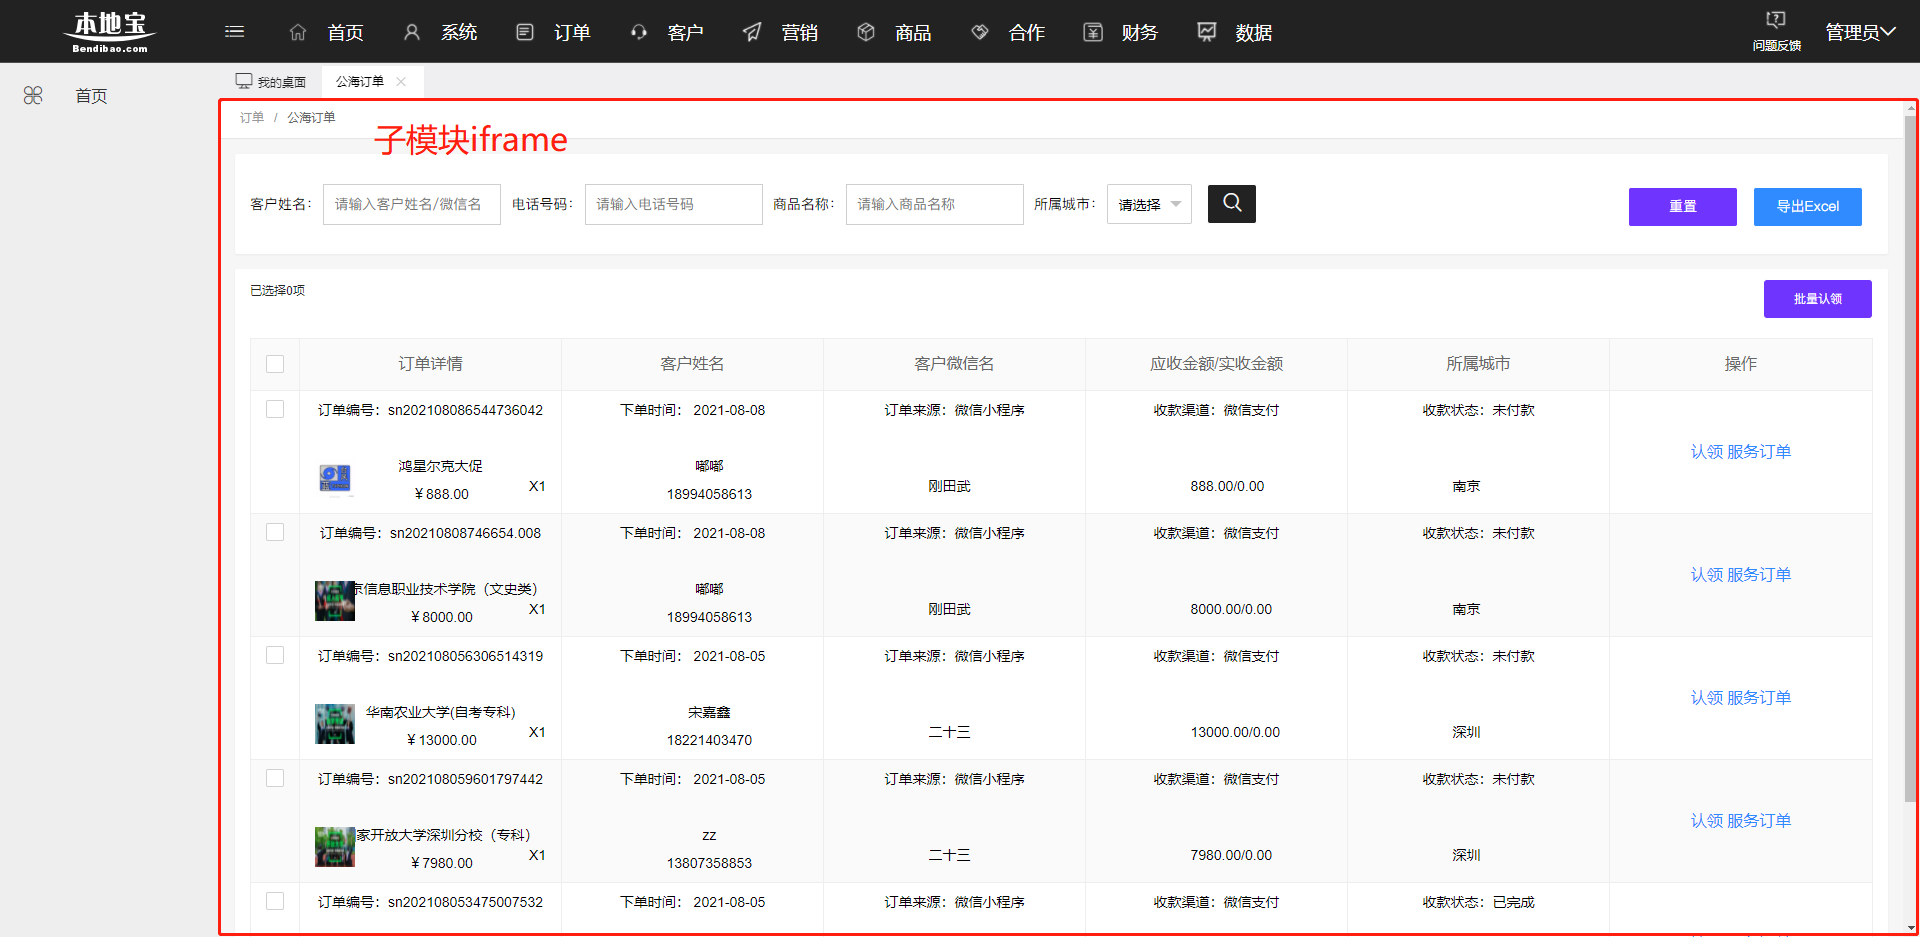 本地宝
Bendibao.com
首页 系统 订单 客户 营销 商品 合作 财务 数据
问题反馈
管理员
首页
我的桌面 公海订单
订单 / 公海订单
子模块iframe
客户姓名： 请输入客户姓名/微信名 电话号码： 请输入电话号码 商品名称： 请输入商品名称 所属城市： 请选择
重置 导出Excel
已选择0项
批量认领
订单详情 客户姓名 客户微信名 应收金额/实收金额 所属城市 操作
订单编号：sn202108086544736042 下单时间： 2021-08-08 订单来源：微信小程序 收款渠道：微信支付 收款状态：未付款
认领 服务订单
鸿星尔克大促 嘟嘟
X1 刚田武 888.00/0.00 南京
￥888.00 18994058613
订单编号：sn20210808746654.008 下单时间： 2021-08-08 订单来源：微信小程序 收款渠道：微信支付 收款状态：未付款
认领 服务订单
京信息职业技术学院（文史类） 嘟嘟
X1 刚田武 8000.00/0.00 南京
￥8000.00 18994058613
订单编号：sn202108056306514319 下单时间： 2021-08-05 订单来源：微信小程序 收款渠道：微信支付 收款状态：未付款
认领 服务订单
华南农业大学(自考专科) 宋嘉鑫
X1 二十三 13000.00/0.00 深圳
￥13000.00 18221403470
订单编号：sn202108059601797442 下单时间： 2021-08-05 订单来源：微信小程序 收款渠道：微信支付 收款状态：未付款
认领 服务订单
家开放大学深圳分校（专科） zz
X1 二十三 7980.00/0.00 深圳
￥7980.00 13807358853
订单编号：sn202108053475007532 下单时间： 2021-08-05 订单来源：微信小程序 收款渠道：微信支付 收款状态：已完成